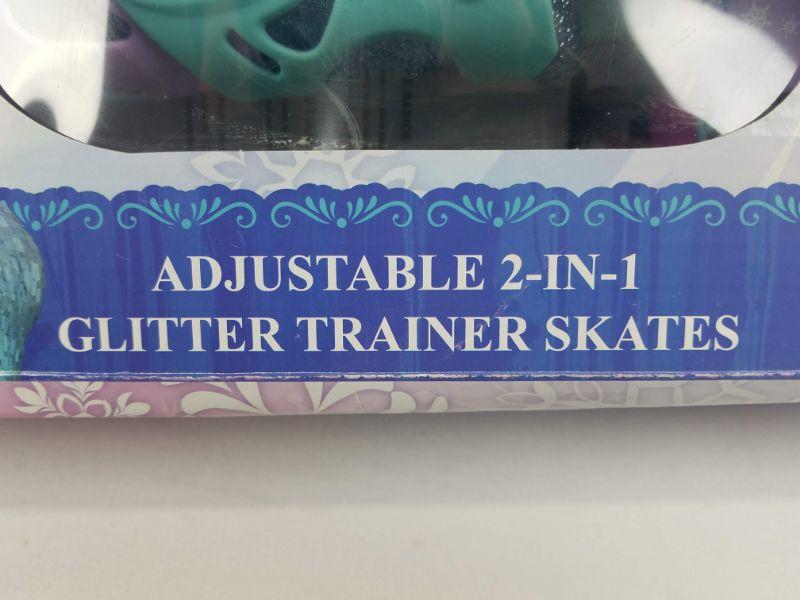 ADJUSTABLE 2-IN-1
GLITTER TRAINER SKATES